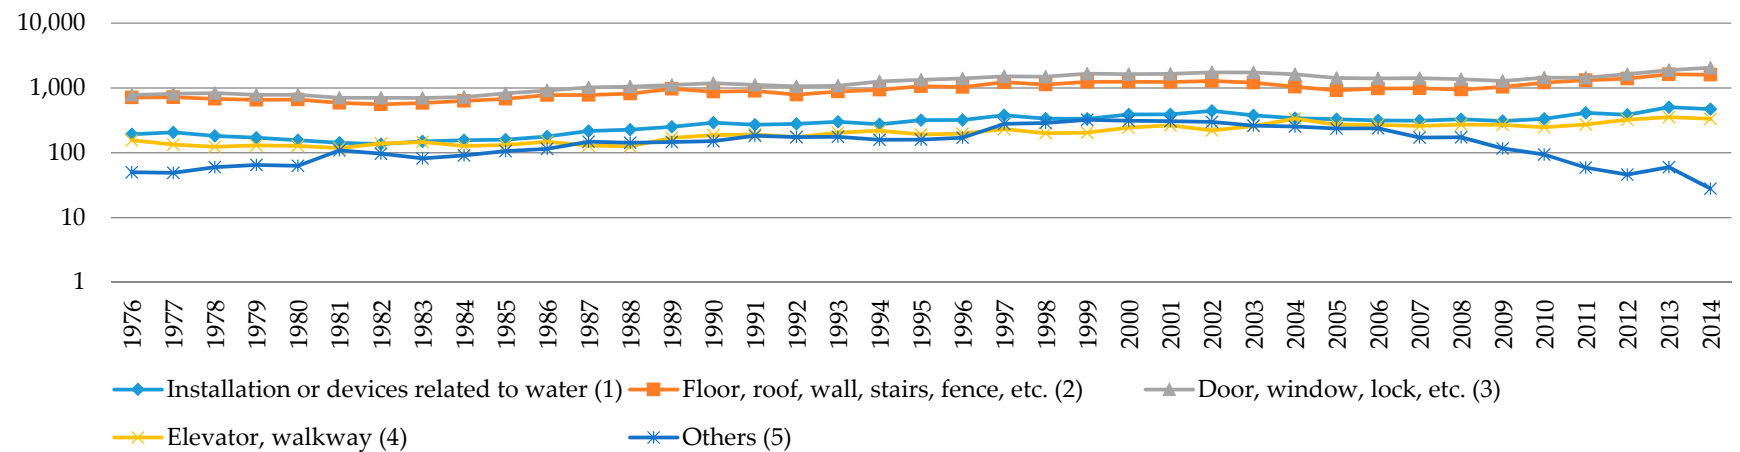 10,000
1,000
100
10
1
1976 1977 1978 1979 1980 1981 1982 1983 1984 1985 1986 1987 1988 1989 1990 1991 1992 1993 1994 1995 1996 1997 1998 1999 2000 2001 2002 2003 2004 2005 2006 2007 2008 2009 2010 2011 2012 2013 2014
Installation or devices related to water (1) Floor, roof, wall, stairs, fence, etc. (2) Door, window, lock, etc. (3)
Elevator, walkway (4) Others (5)